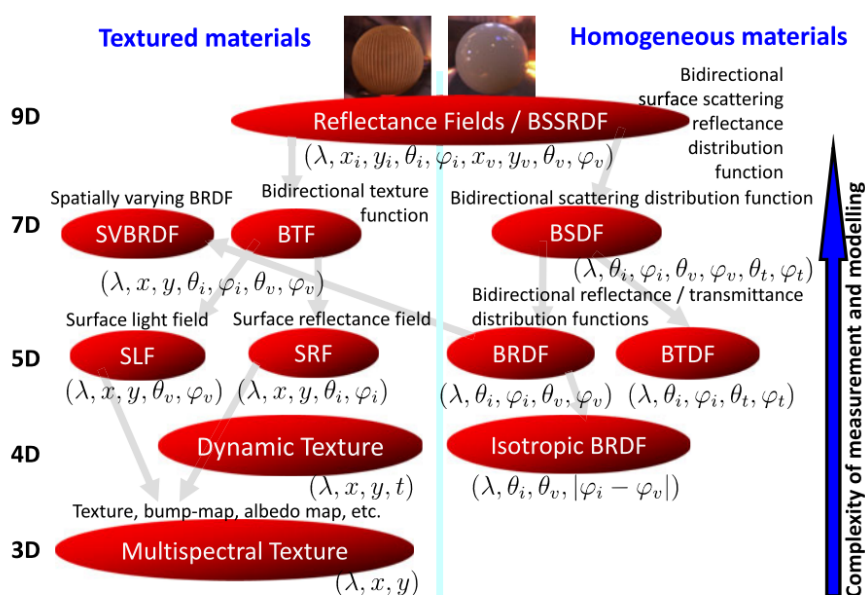 Textured materials
Homogeneous materials
Bidirectional
surface scattering
reflectance
distribution
function
9D
Reflectance Fields / BSSRDF
(λ, x_i, y_i, θ_i, φ_i, x_v, y_v, θ_v, φ_v)
Spatially varying BRDF
Bidirectional texture
function
Bidirectional scattering distribution function
7D
SVBRDF
BTF
BSDF
(λ, x, y, θ_i, φ_i, θ_v, φ_v)
(λ, θ_i, φ_i, θ_v, φ_v, θ_t, φ_t)
Surface light field
Surface reflectance field
Bidirectional reflectance / transmittance
distribution functions
5D
SLF
SRF
BRDF
BTDF
(λ, x, y, θ_v, φ_v)
(λ, x, y, θ_i, φ_i)
(λ, θ_i, φ_i, θ_v, φ_v)
(λ, θ_i, φ_i, θ_t, φ_t)
4D
Dynamic Texture
Isotropic BRDF
(λ, x, y, t)
(λ, θ_i, θ_v, |φ_i − φ_v|)
Texture, bump-map, albedo map, etc.
3D
Multispectral Texture
(λ, x, y)
Complexity of measurement and modelling